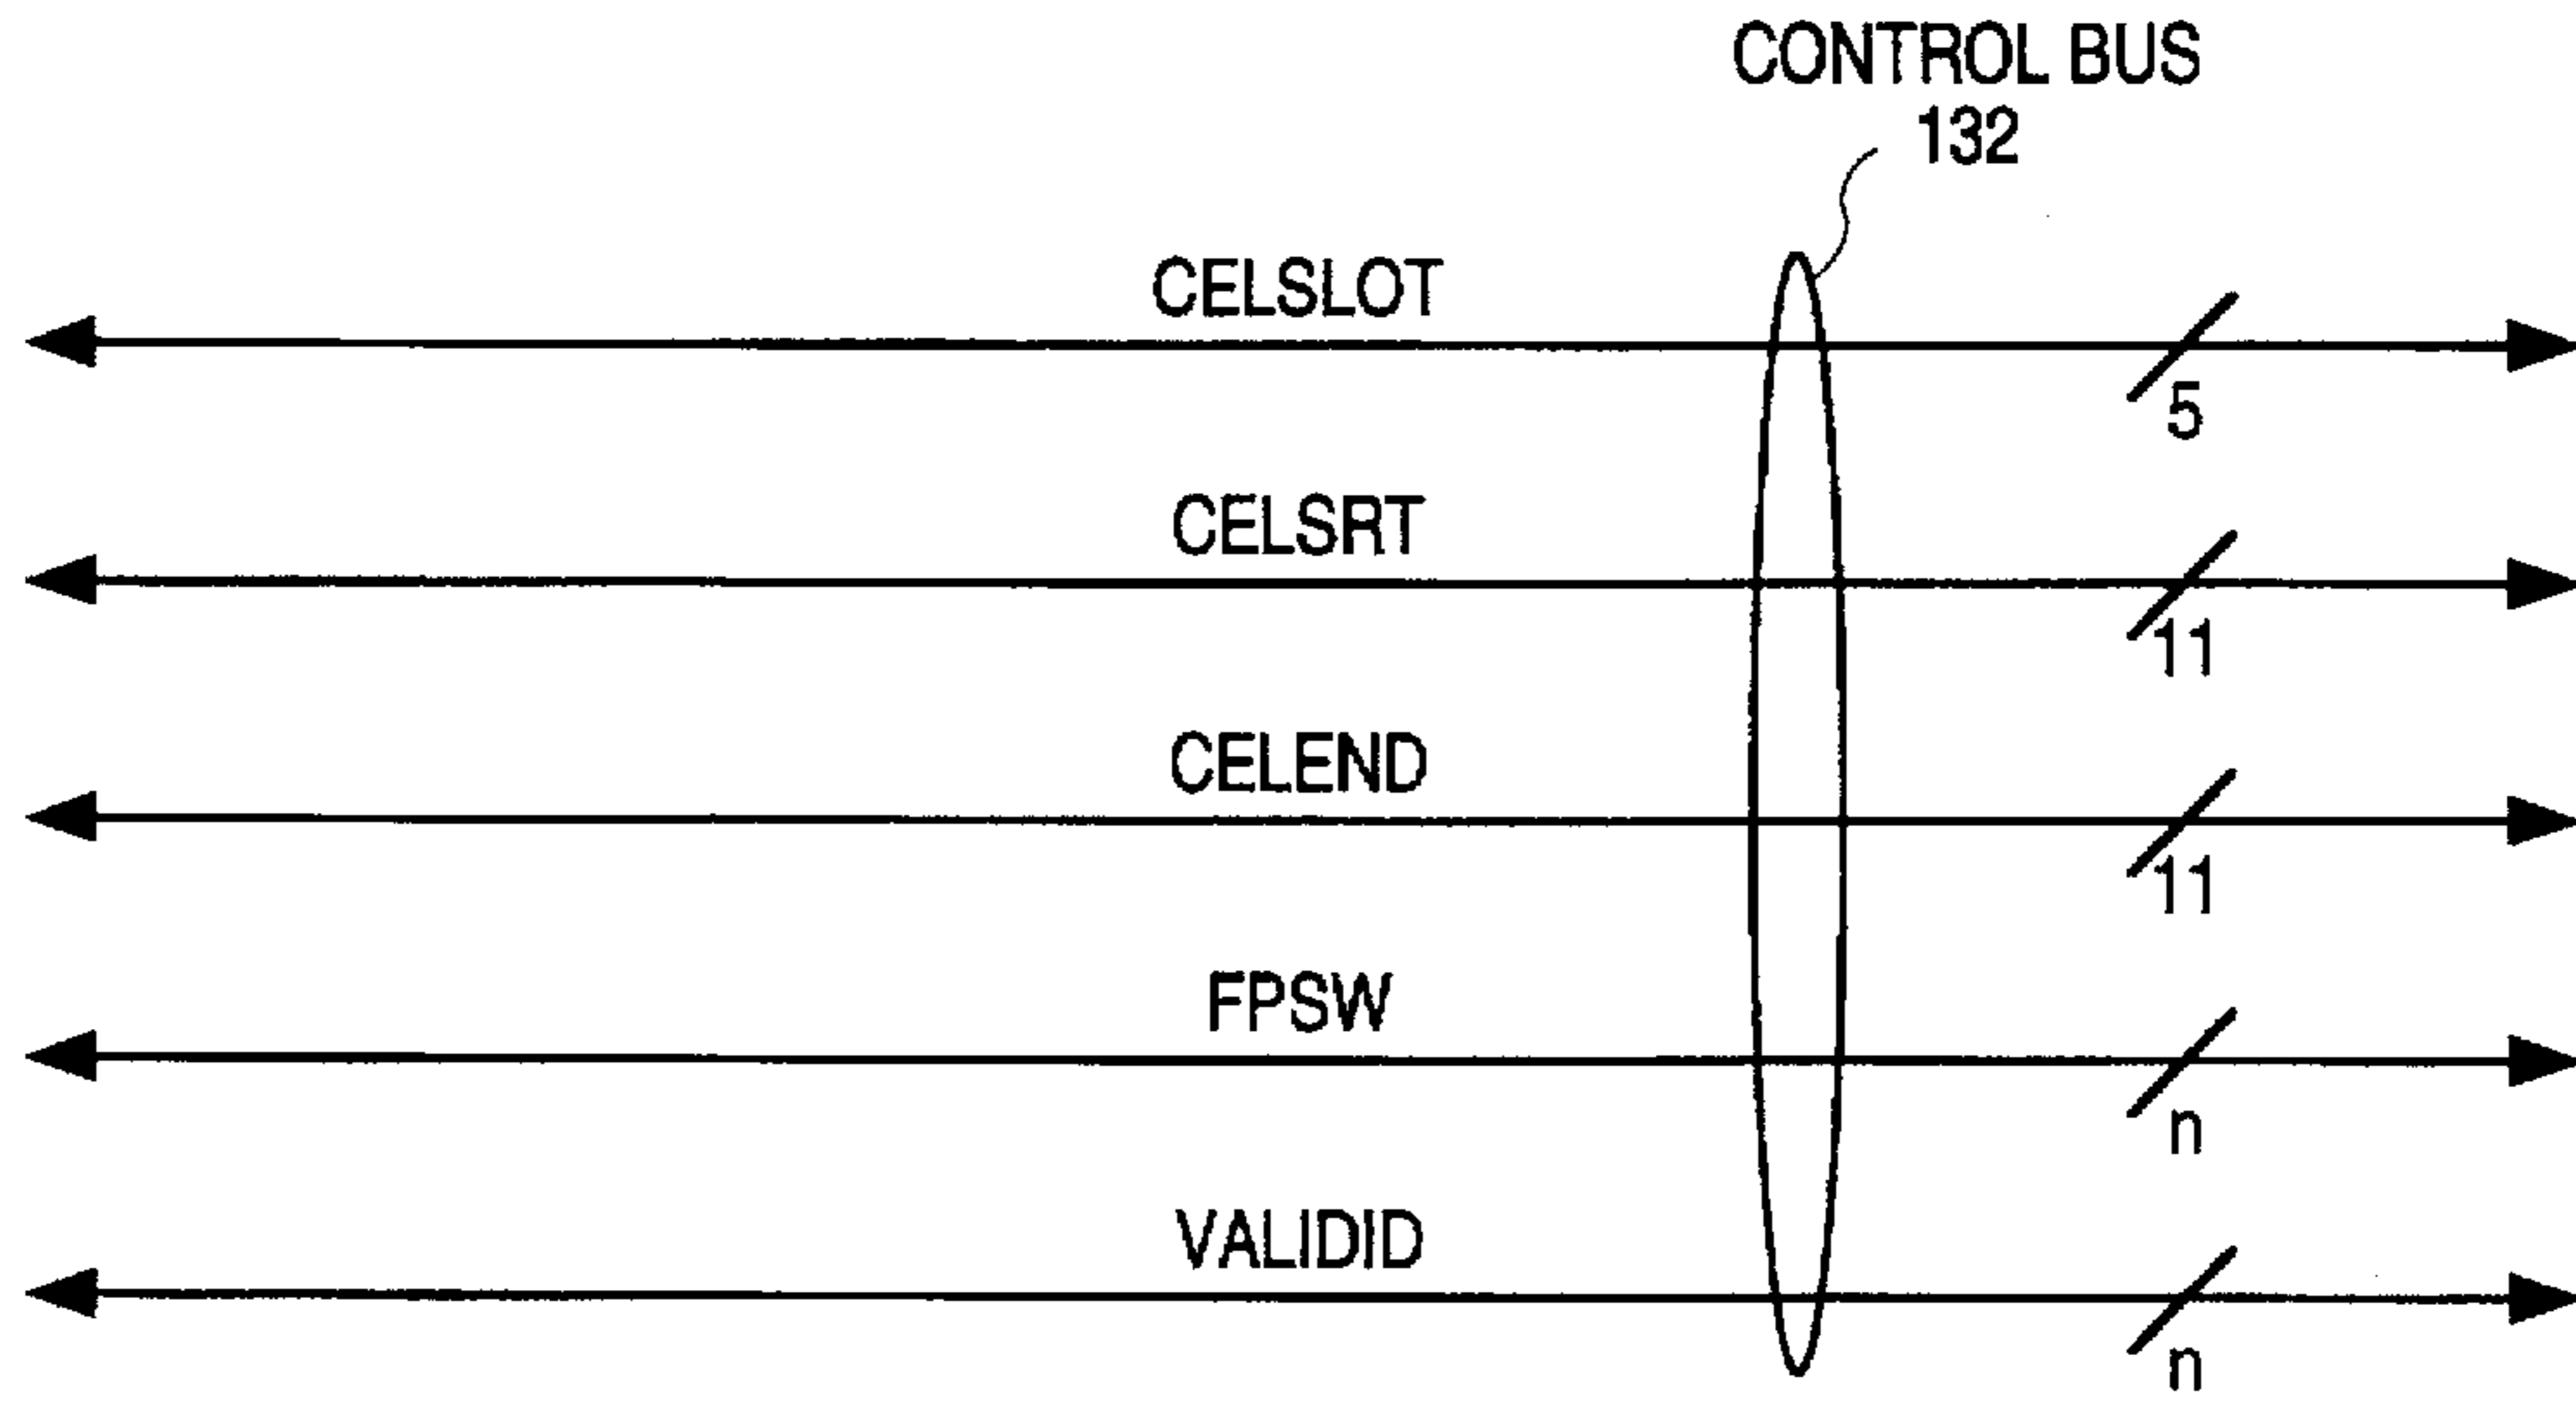 CONTROL BUS
132
CELSLOT
5
CELSRT
11
CELEND
11
FPSW
n
VALIDID
n